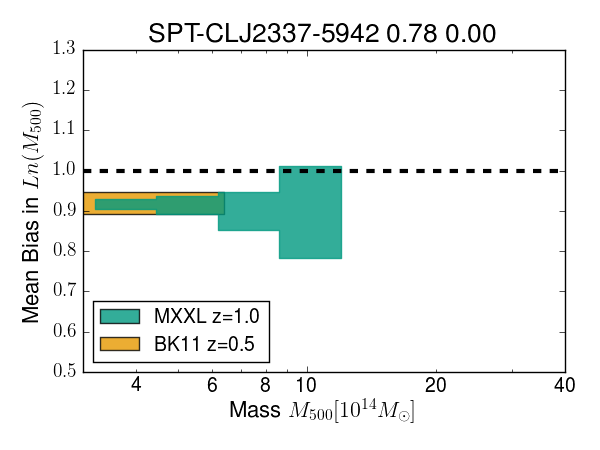 SPT-CLJ2337-5942 0.78 0.00
1.3
1.2
1.1
1.0
0.9
0.8
0.7
0.6
0.5
Mean Bias in Ln(M₅₀₀)
MXXL z=1.0
BK11 z=0.5
4 6 8 10 20 40
Mass M₅₀₀[10¹⁴M☉]